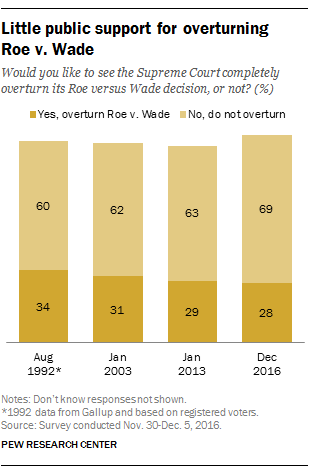 Little public support for overturning
Roe v. Wade
Would you like to see the Supreme Court completely
overturn its Roe versus Wade decision, or not? (%)
Yes, overturn Roe v. Wade No, do not overturn
60 62 63 69
34 31 29 28
Aug Jan Jan Dec
1992* 2003 2013 2016
Notes: Don't know responses not shown.
*1992 data from Gallup and based on registered voters.
Source: Survey conducted Nov. 30-Dec. 5, 2016.
PEW RESEARCH CENTER